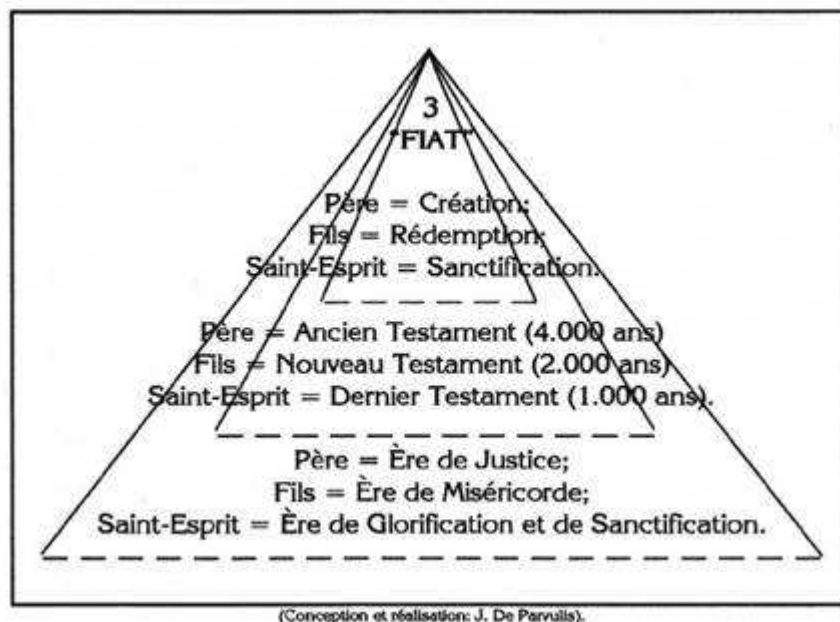 3
"FIAT"
Père = Création;
Fils = Rédemption;
Saint-Esprit = Sanctification.
Père = Ancien Testament (4.000 ans)
Fils = Nouveau Testament (2.000 ans)
Saint-Esprit = Dernier Testament (1.000 ans).
Père = Ère de Justice;
Fils = Ère de Miséricorde;
Saint-Esprit = Ère de Glorification et de Sanctification.
(Conception et réalisation: J. De Parvulis).